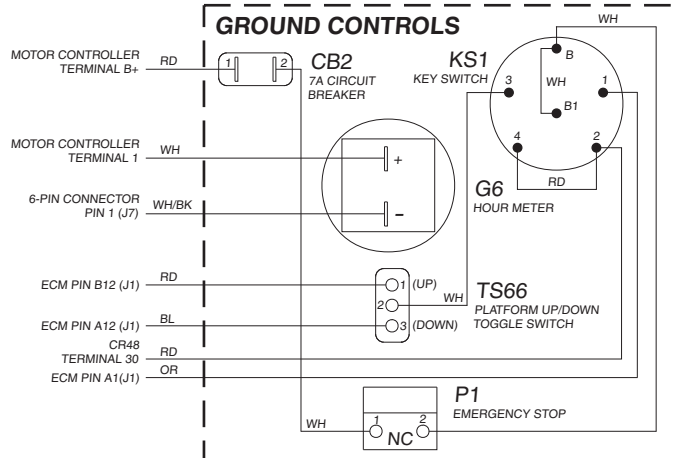 GROUND CONTROLS
WH
MOTOR CONTROLLER
TERMINAL B+
RD
1
2
CB2
7A CIRCUIT
BREAKER
KS1
KEY SWITCH
B
WH
B1
3
1
4
2
RD
MOTOR CONTROLLER
TERMINAL 1
WH
+
–
G6
HOUR METER
6-PIN CONNECTOR
PIN 1 (J7)
WH/BK
ECM PIN B12 (J1)
RD
1 (UP)
2
WH
3 (DOWN)
TS66
PLATFORM UP/DOWN
TOGGLE SWITCH
ECM PIN A12 (J1)
BL
CR48
TERMINAL 30
RD
ECM PIN A1(J1)
OR
P1
EMERGENCY STOP
WH
1
2
NC